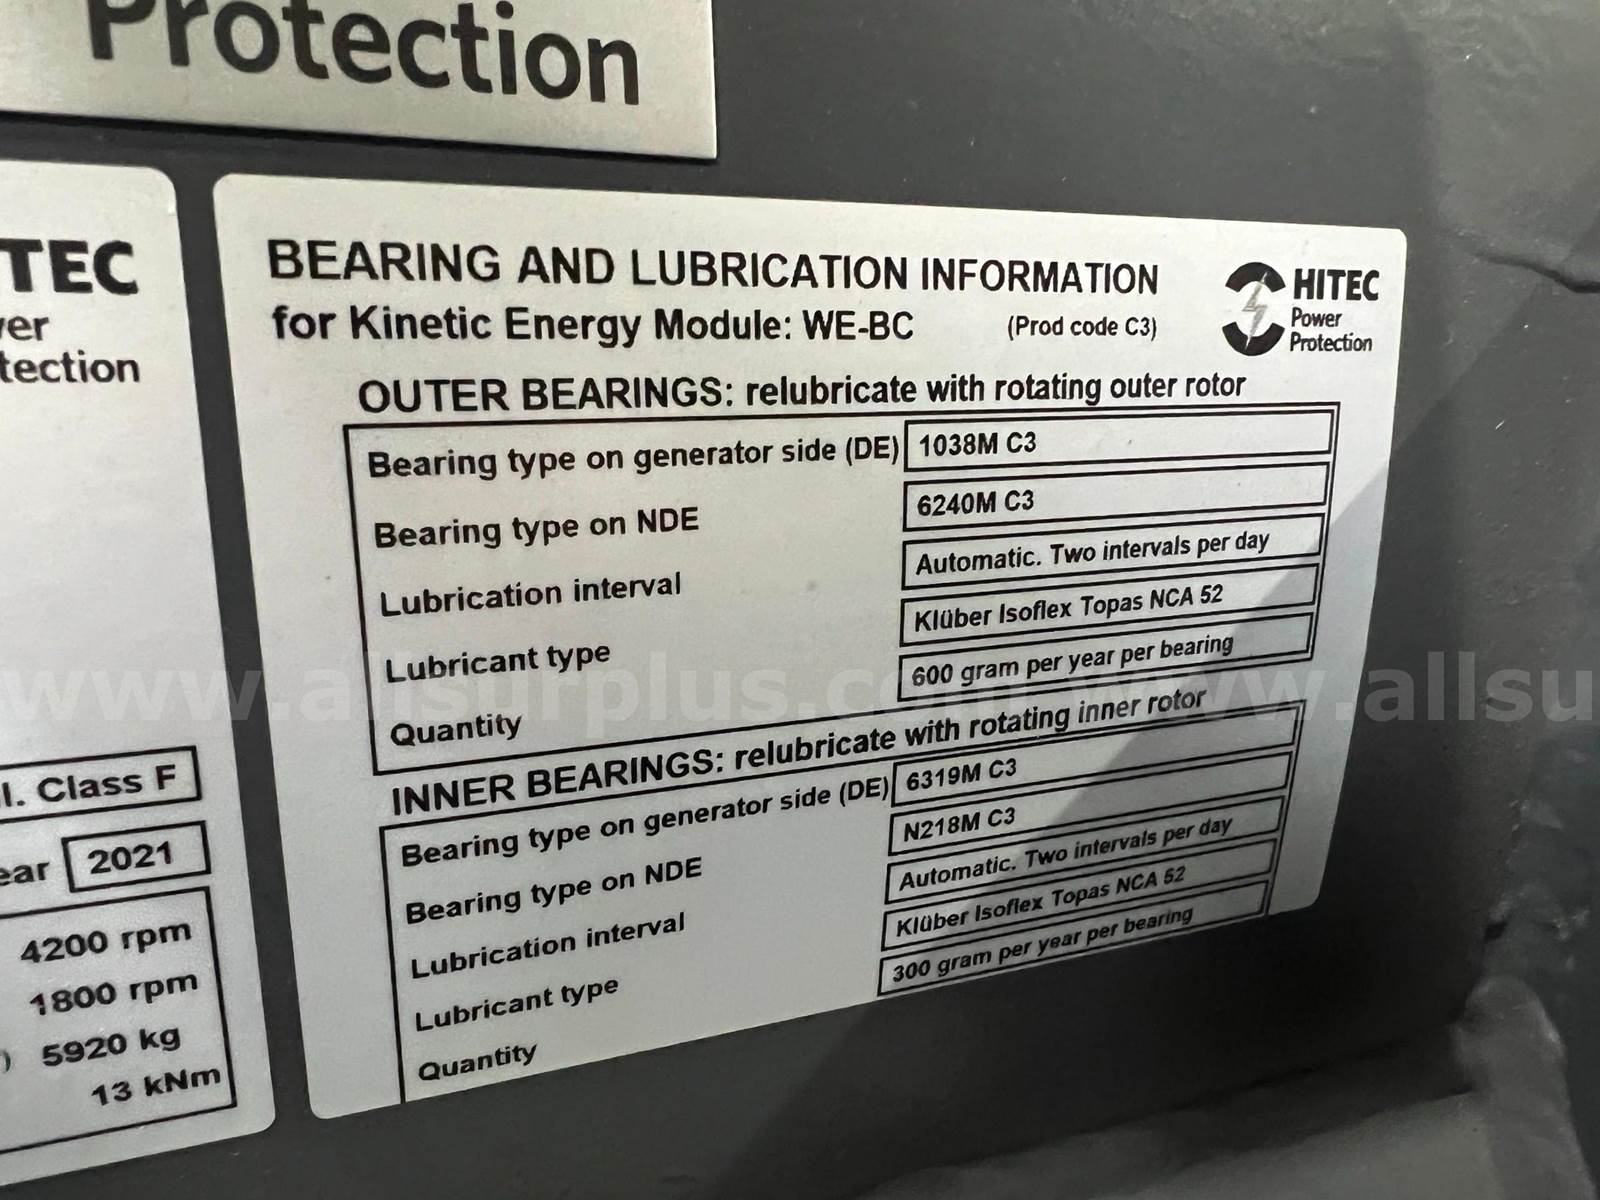 Protection
TEC
er
tection
l. Class F
ear 2021
4200 rpm
1800 rpm
) 5920 kg
13 kNm
BEARING AND LUBRICATION INFORMATION
for Kinetic Energy Module: WE-BC (Prod code C3)
HITEC
Power
Protection
OUTER BEARINGS: relubricate with rotating outer rotor
Bearing type on generator side (DE) 1038M C3
Bearing type on NDE 6240M C3
Lubrication interval Automatic. Two intervals per day
Lubricant type Klüber Isoflex Topas NCA 52
Quantity 600 gram per year per bearing
INNER BEARINGS: relubricate with rotating inner rotor
Bearing type on generator side (DE) 6319M C3
Bearing type on NDE N218M C3
Lubrication interval Automatic. Two intervals per day
Lubricant type Klüber Isoflex Topas NCA 52
Quantity 300 gram per year per bearing
www.allsurplus.com www.allsu